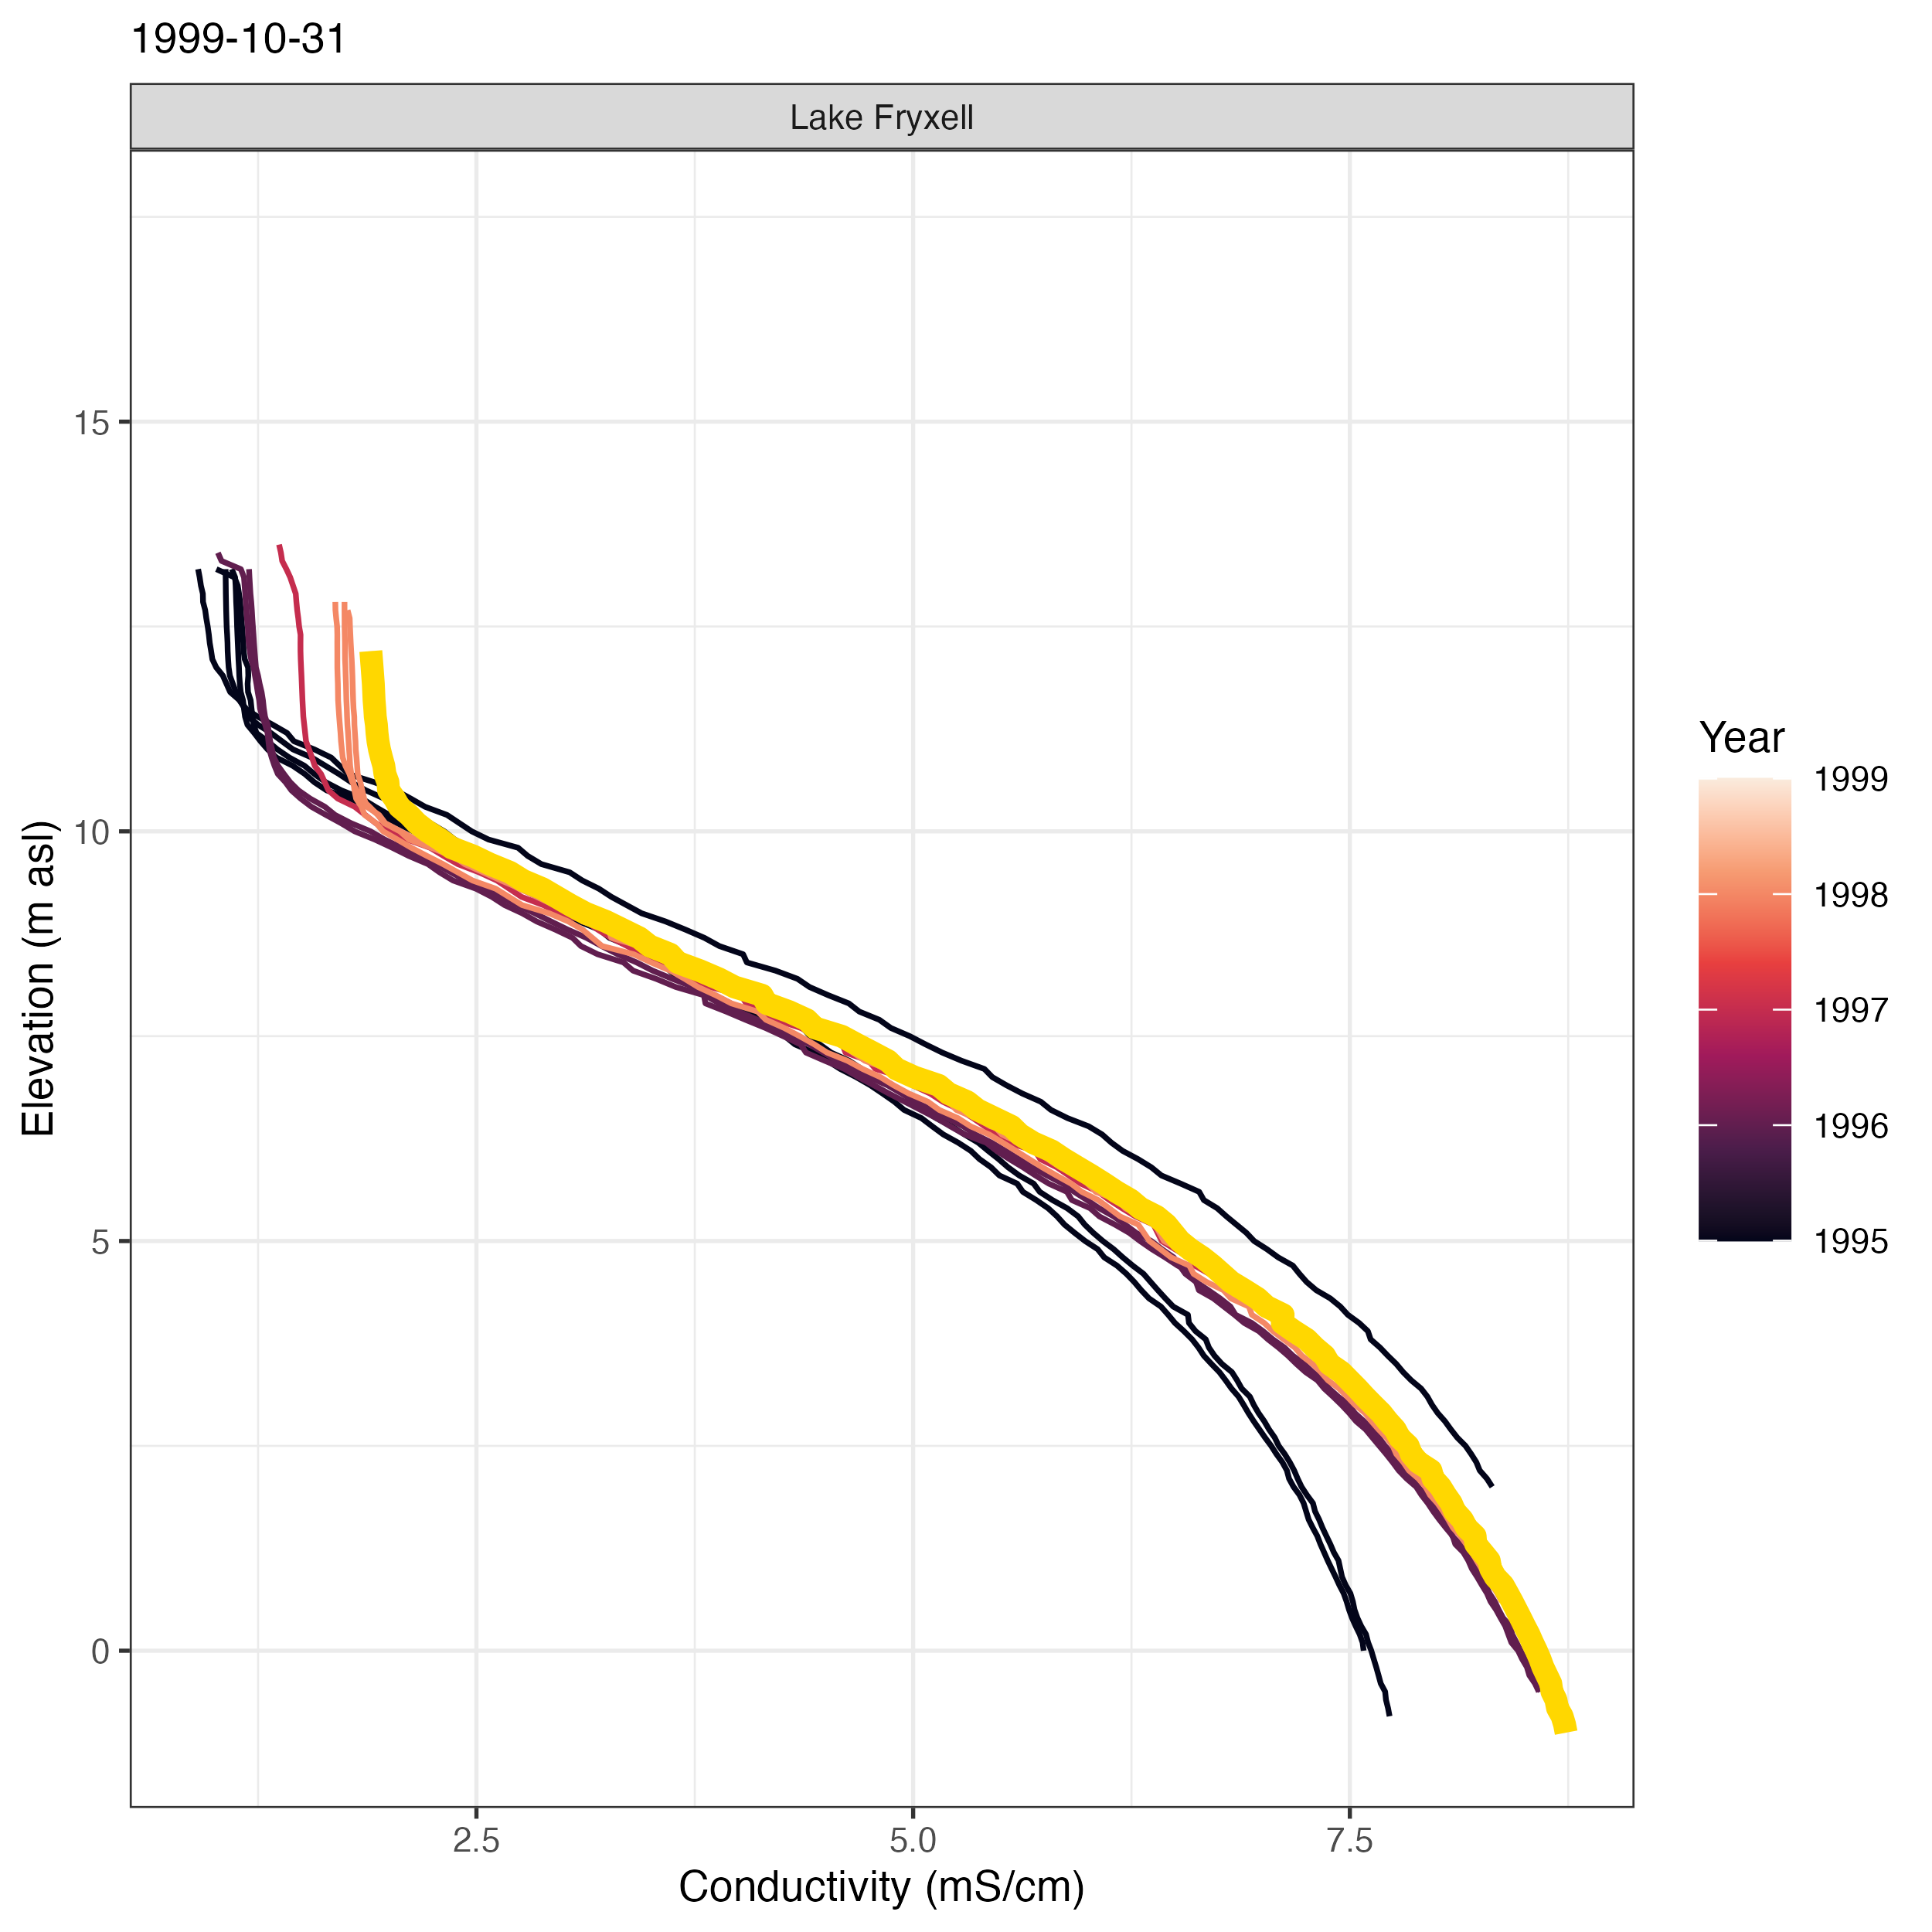 1999-10-31
Lake Fryxell
Elevation (m asl)
15
10
5
0
2.5 5.0 7.5
Conductivity (mS/cm)
Year
1999
1998
1997
1996
1995